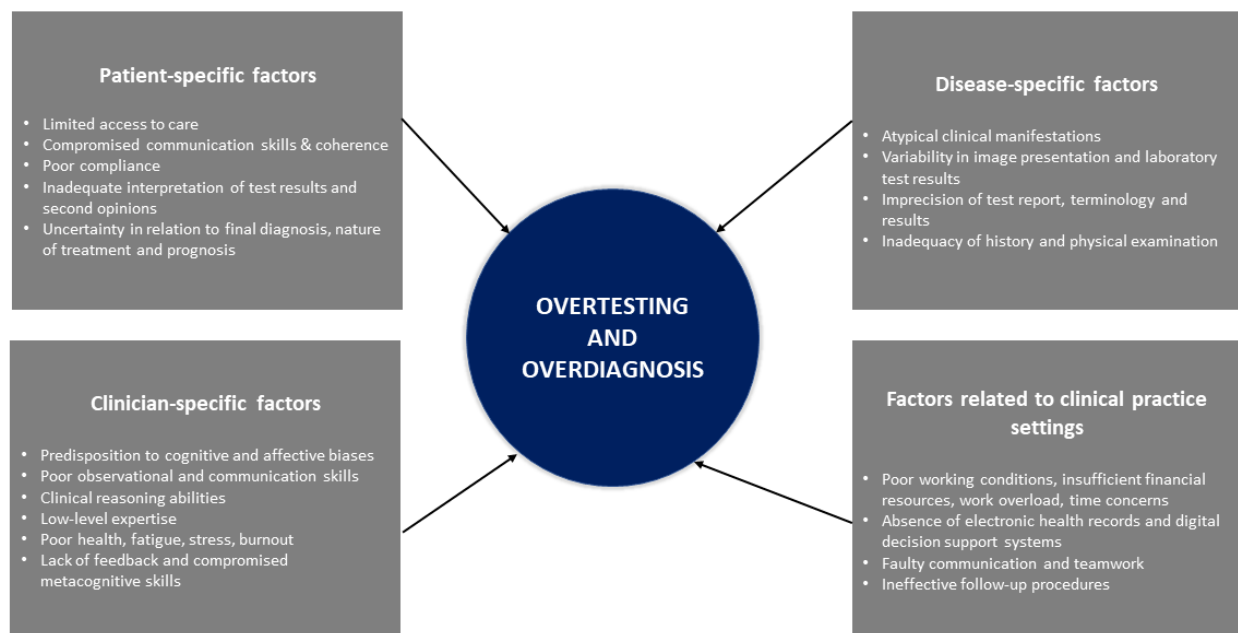 Patient-specific factors
• Limited access to care
• Compromised communication skills & coherence
• Poor compliance
• Inadequate interpretation of test results and
second opinions
• Uncertainty in relation to final diagnosis, nature
of treatment and prognosis
Disease-specific factors
• Atypical clinical manifestations
• Variability in image presentation and laboratory
test results
• Imprecision of test report, terminology and
results
• Inadequacy of history and physical examination
OVERTESTING
AND
OVERDIAGNOSIS
Clinician-specific factors
• Predisposition to cognitive and affective biases
• Poor observational and communication skills
• Clinical reasoning abilities
• Low-level expertise
• Poor health, fatigue, stress, burnout
• Lack of feedback and compromised
metacognitive skills
Factors related to clinical practice
settings
• Poor working conditions, insufficient financial
resources, work overload, time concerns
• Absence of electronic health records and digital
decision support systems
• Faulty communication and teamwork
• Ineffective follow-up procedures